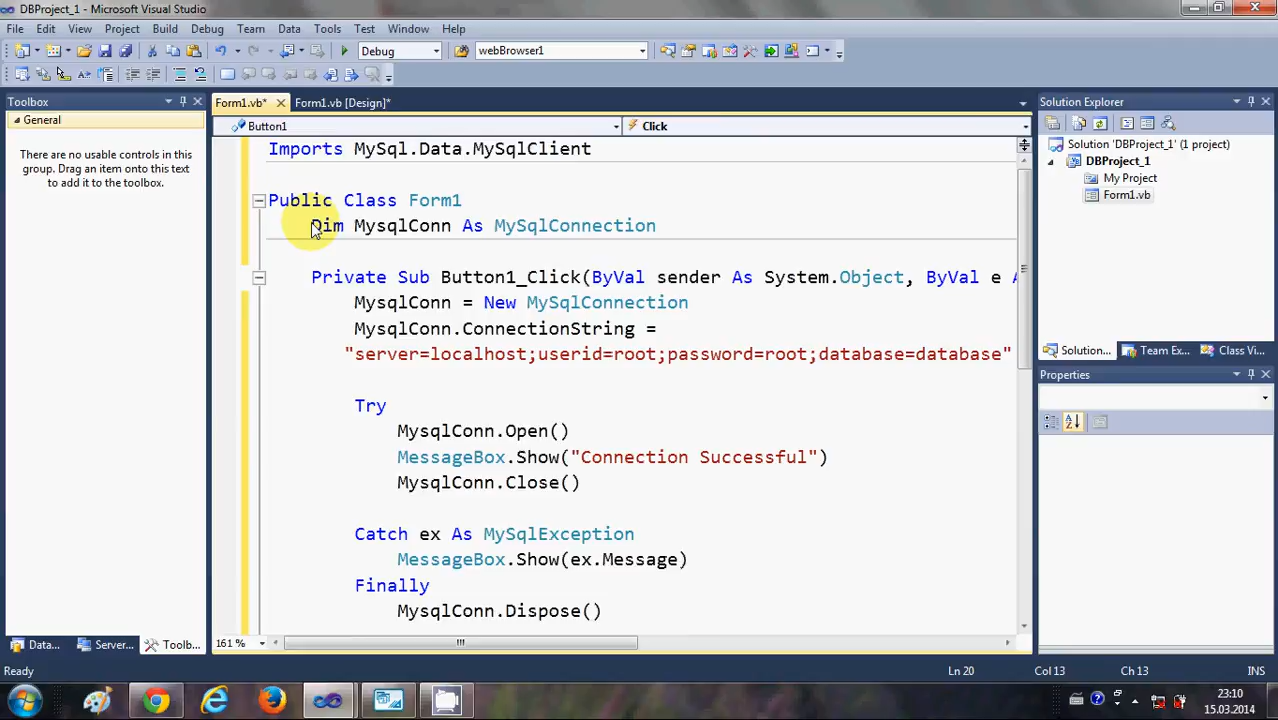 DBProject_1 - Microsoft Visual Studio
File Edit View Project Build Debug Team Data Tools Test Window Help
Debug webBrowser1
Toolbox
General
There are no usable controls in this
group. Drag an item onto this text
to add it to the toolbox.
Data... Server... Toolb...
Form1.vb* Form1.vb [Design]*
Button1 Click
Imports MySql.Data.MySqlClient
Public Class Form1
Dim MysqlConn As MySqlConnection
Private Sub Button1_Click(ByVal sender As System.Object, ByVal e A
MysqlConn = New MySqlConnection
MysqlConn.ConnectionString =
"server=localhost;userid=root;password=root;database=database"
Try
MysqlConn.Open()
MessageBox.Show("Connection Successful")
MysqlConn.Close()
Catch ex As MySqlException
MessageBox.Show(ex.Message)
Finally
MysqlConn.Dispose()
161 %
Solution Explorer
Solution 'DBProject_1' (1 project)
DBProject_1
My Project
Form1.vb
Solution... Team Ex... Class Vi...
Properties
Ready Ln 20 Col 13 Ch 13 INS
23:10
15.03.2014